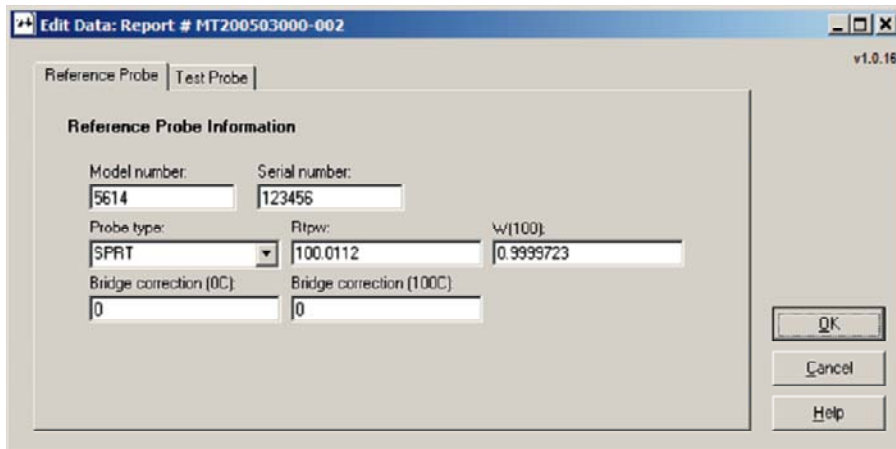 Edit Data: Report # MT200503000-002
v1.0.16
Reference Probe
Test Probe
Reference Probe Information
Model number:
Serial number:
5614
123456
Probe type:
Rtpw:
W(100):
SPRT
100.0112
0.9999723
Bridge correction (0C):
Bridge correction (100C)
0
0
OK
Cancel
Help